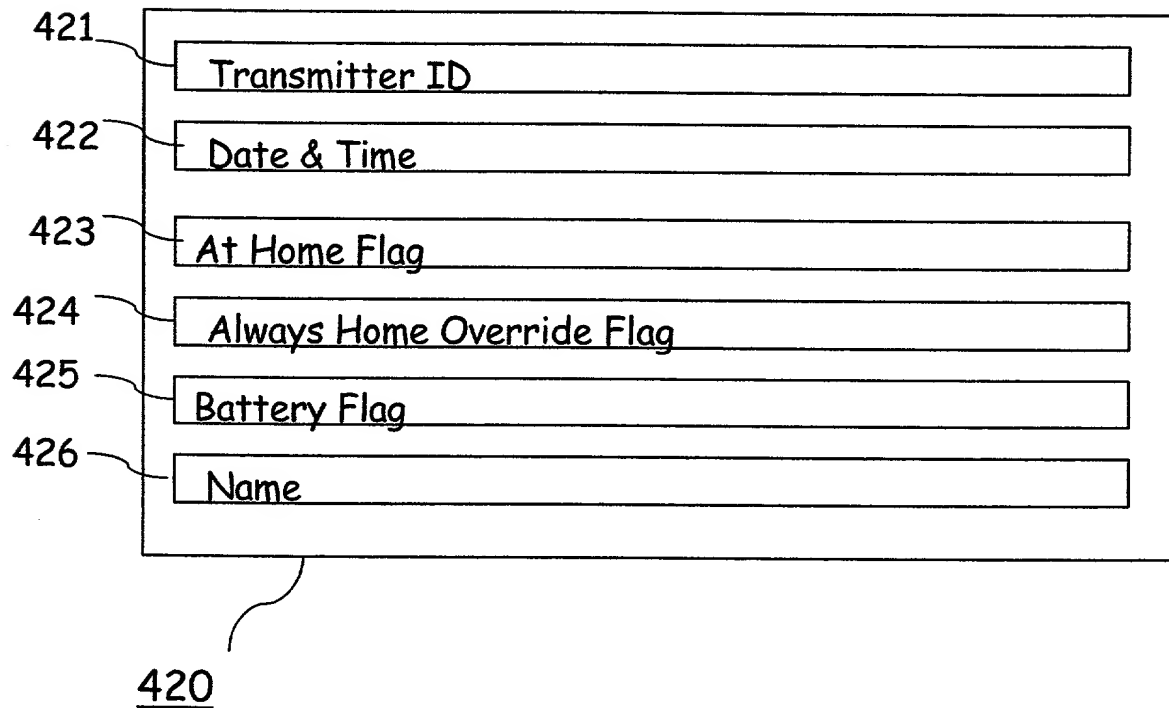 421 Transmitter ID
422 Date & Time
423 At Home Flag
424 Always Home Override Flag
425 Battery Flag
426 Name
420